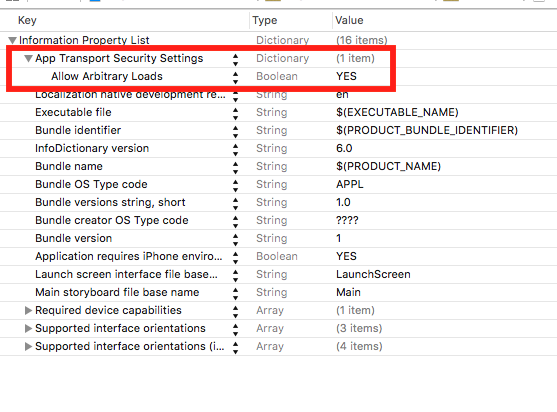 Key Type Value
Information Property List Dictionary (16 items)
App Transport Security Settings Dictionary (1 item)
Allow Arbitrary Loads Boolean YES
Localization native development re... String en
Executable file String $(EXECUTABLE_NAME)
Bundle identifier String $(PRODUCT_BUNDLE_IDENTIFIER)
InfoDictionary version String 6.0
Bundle name String $(PRODUCT_NAME)
Bundle OS Type code String APPL
Bundle versions string, short String 1.0
Bundle creator OS Type code String ????
Bundle version String 1
Application requires iPhone enviro... Boolean YES
Launch screen interface file base... String LaunchScreen
Main storyboard file base name String Main
Required device capabilities Array (1 item)
Supported interface orientations Array (3 items)
Supported interface orientations (i... Array (4 items)